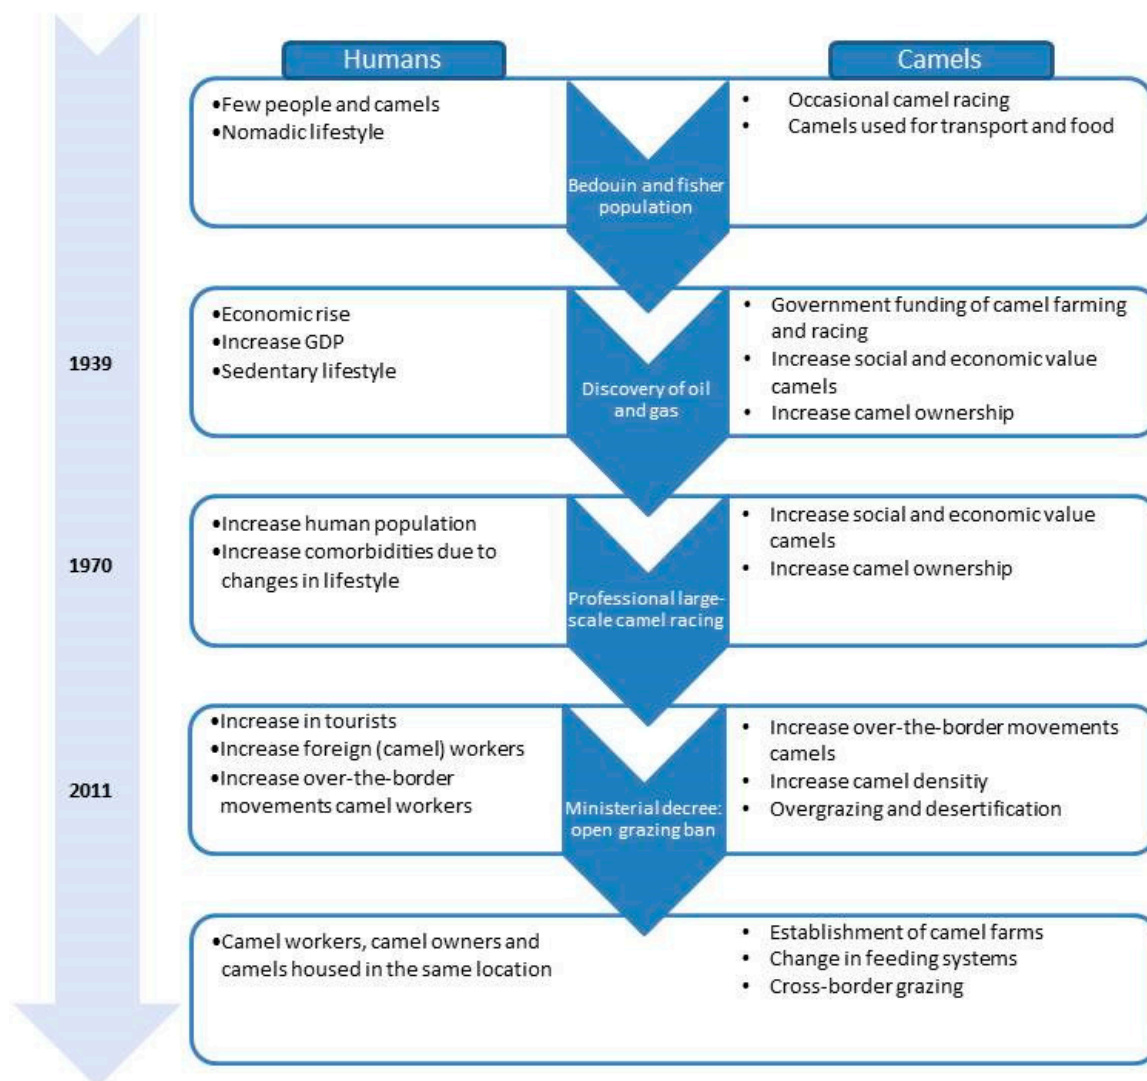 Humans
Camels
•Few people and camels
•Nomadic lifestyle
Bedouin and fisher
population
• Occasional camel racing
• Camels used for transport and food
1939
•Economic rise
•Increase GDP
•Sedentary lifestyle
Discovery of oil
and gas
• Government funding of camel farming
and racing
• Increase social and economic value
camels
• Increase camel ownership
1970
•Increase human population
•Increase comorbidities due to
changes in lifestyle
Professional large-
scale camel racing
• Increase social and economic value
camels
• Increase camel ownership
2011
•Increase in tourists
•Increase foreign (camel) workers
•Increase over-the-border
movements camel workers
Ministerial decree:
open grazing ban
• Increase over-the-border movements
camels
• Increase camel densitiy
• Overgrazing and desertification
•Camel workers, camel owners and
camels housed in the same location
• Establishment of camel farms
• Change in feeding systems
• Cross-border grazing